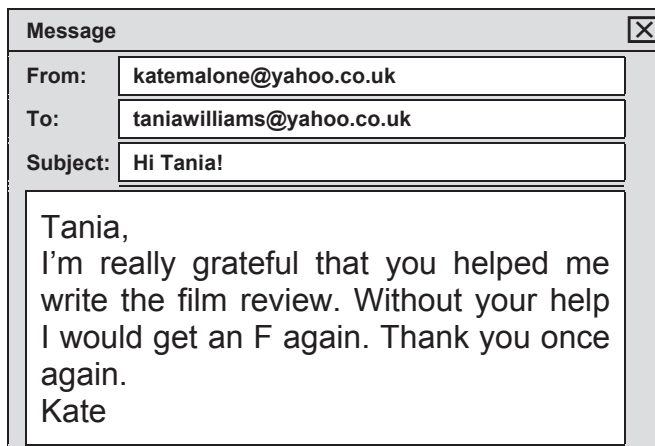 Message
From: katemalone@yahoo.co.uk
To: taniawilliams@yahoo.co.uk
Subject: Hi Tania!
Tania,
I'm really grateful that you helped me
write the film review. Without your help
I would get an F again. Thank you once
again.
Kate